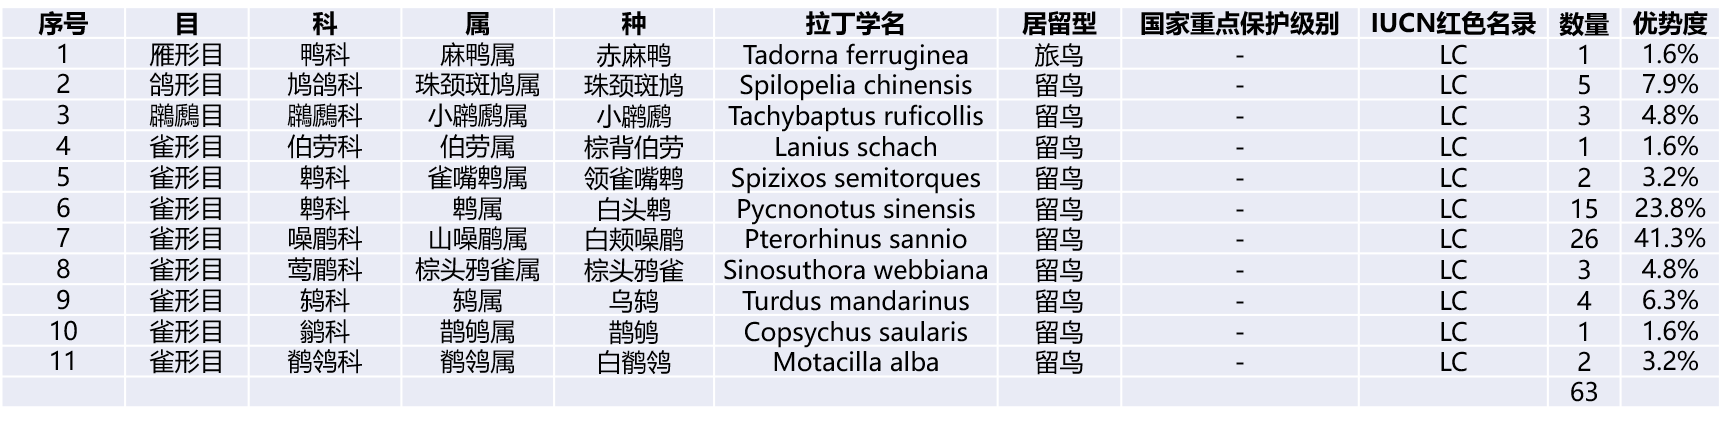 序号 目 科 属 种 拉丁学名 居留型 国家重点保护级别 IUCN红色名录 数量 优势度
1 雁形目 鸭科 麻鸭属 赤麻鸭 Tadorna ferruginea 旅鸟 - LC 1 1.6%
2 鸽形目 鸠鸽科 珠颈斑鸠属 珠颈斑鸠 Spilopelia chinensis 留鸟 - LC 5 7.9%
3 鸊鷉目 鸊鷉科 小䴙䴘属 小䴙䴘 Tachybaptus ruficollis 留鸟 - LC 3 4.8%
4 雀形目 伯劳科 伯劳属 棕背伯劳 Lanius schach 留鸟 - LC 1 1.6%
5 雀形目 鹎科 雀嘴鹎属 领雀嘴鹎 Spizixos semitorques 留鸟 - LC 2 3.2%
6 雀形目 鹎科 鹎属 白头鹎 Pycnonotus sinensis 留鸟 - LC 15 23.8%
7 雀形目 噪鹛科 山噪鹛属 白颊噪鹛 Pterorhinus sannio 留鸟 - LC 26 41.3%
8 雀形目 莺鹛科 棕头鸦雀属 棕头鸦雀 Sinosuthora webbiana 留鸟 - LC 3 4.8%
9 雀形目 鸫科 鸫属 乌鸫 Turdus mandarinus 留鸟 - LC 4 6.3%
10 雀形目 鹟科 鹊鸲属 鹊鸲 Copsychus saularis 留鸟 - LC 1 1.6%
11 雀形目 鹡鸰科 鹡鸰属 白鹡鸰 Motacilla alba 留鸟 - LC 2 3.2%
63